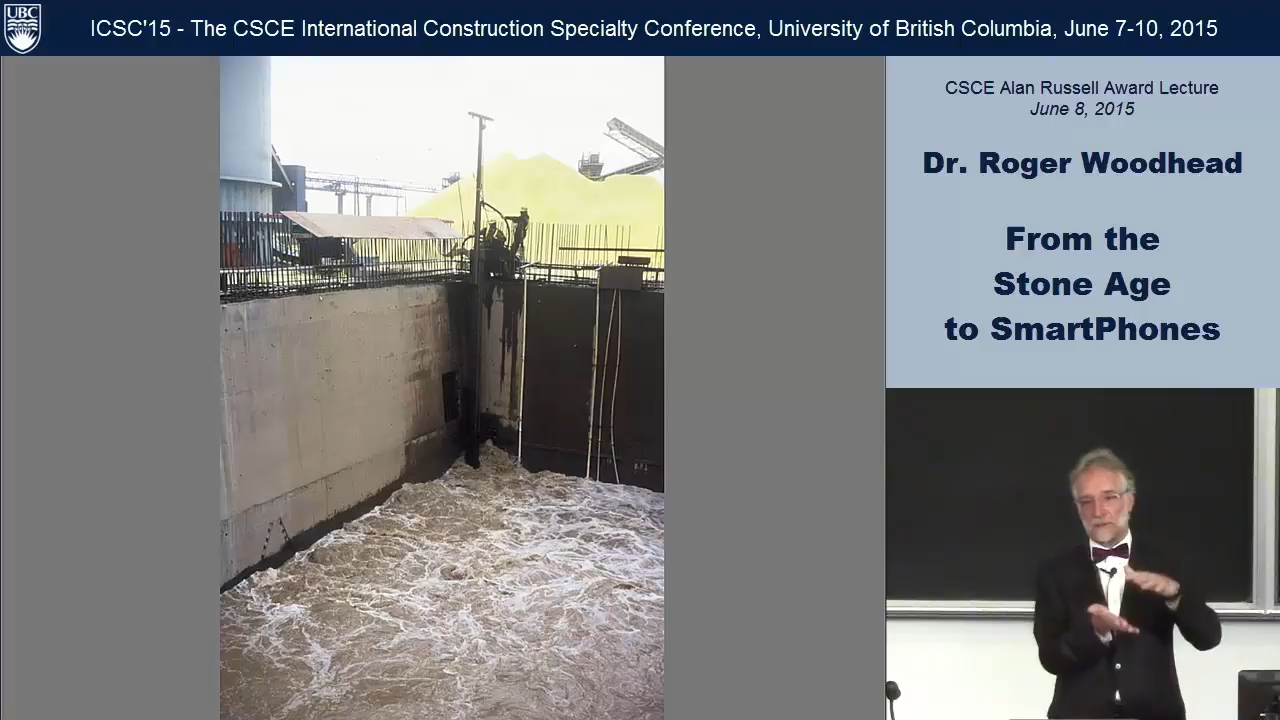 UBC
ICSC'15 - The CSCE International Construction Specialty Conference, University of British Columbia, June 7-10, 2015
CSCE Alan Russell Award Lecture
June 8, 2015
Dr. Roger Woodhead
From the
Stone Age
to SmartPhones